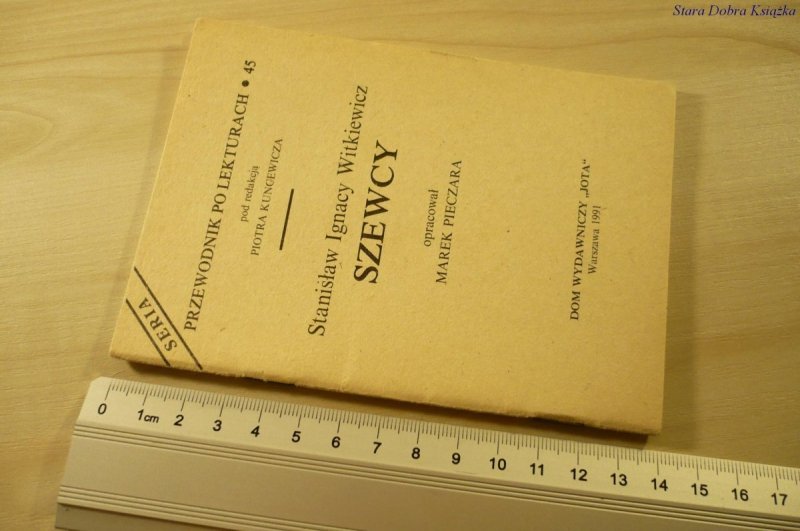 Stara Dobra Książka
SERIA
PRZEWODNIK PO LEKTURACH • 45
pod redakcją
PIOTRA KUNCEWICZA
Stanisław Ignacy Witkiewicz
SZEWCY
opracował
MAREK PIECZARA
DOM WYDAWNICZY „JOTA”
Warszawa 1991
0 1cm 2 3 4 5 6 7 8 9 10 11 12 13 14 15 16 17